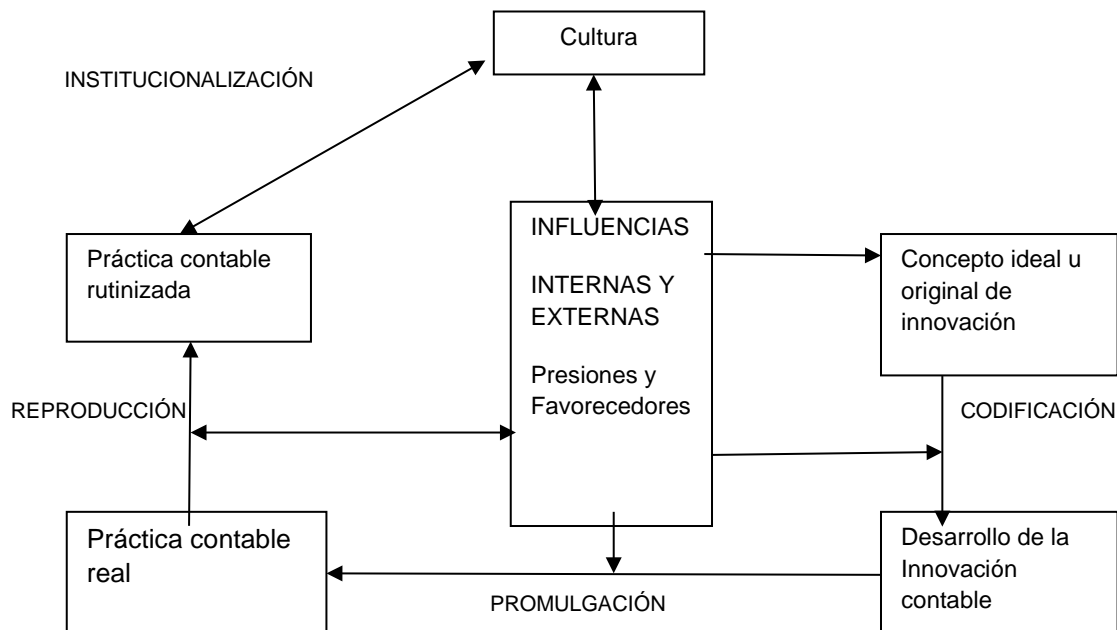 Cultura
INSTITUCIONALIZACIÓN
INFLUENCIAS
INTERNAS Y
EXTERNAS
Presiones y
Favorecedores
Práctica contable
rutinizada
Concepto ideal u
original de
innovación
REPRODUCCIÓN
CODIFICACIÓN
Práctica contable
real
Desarrollo de la
Innovación
contable
PROMULGACIÓN